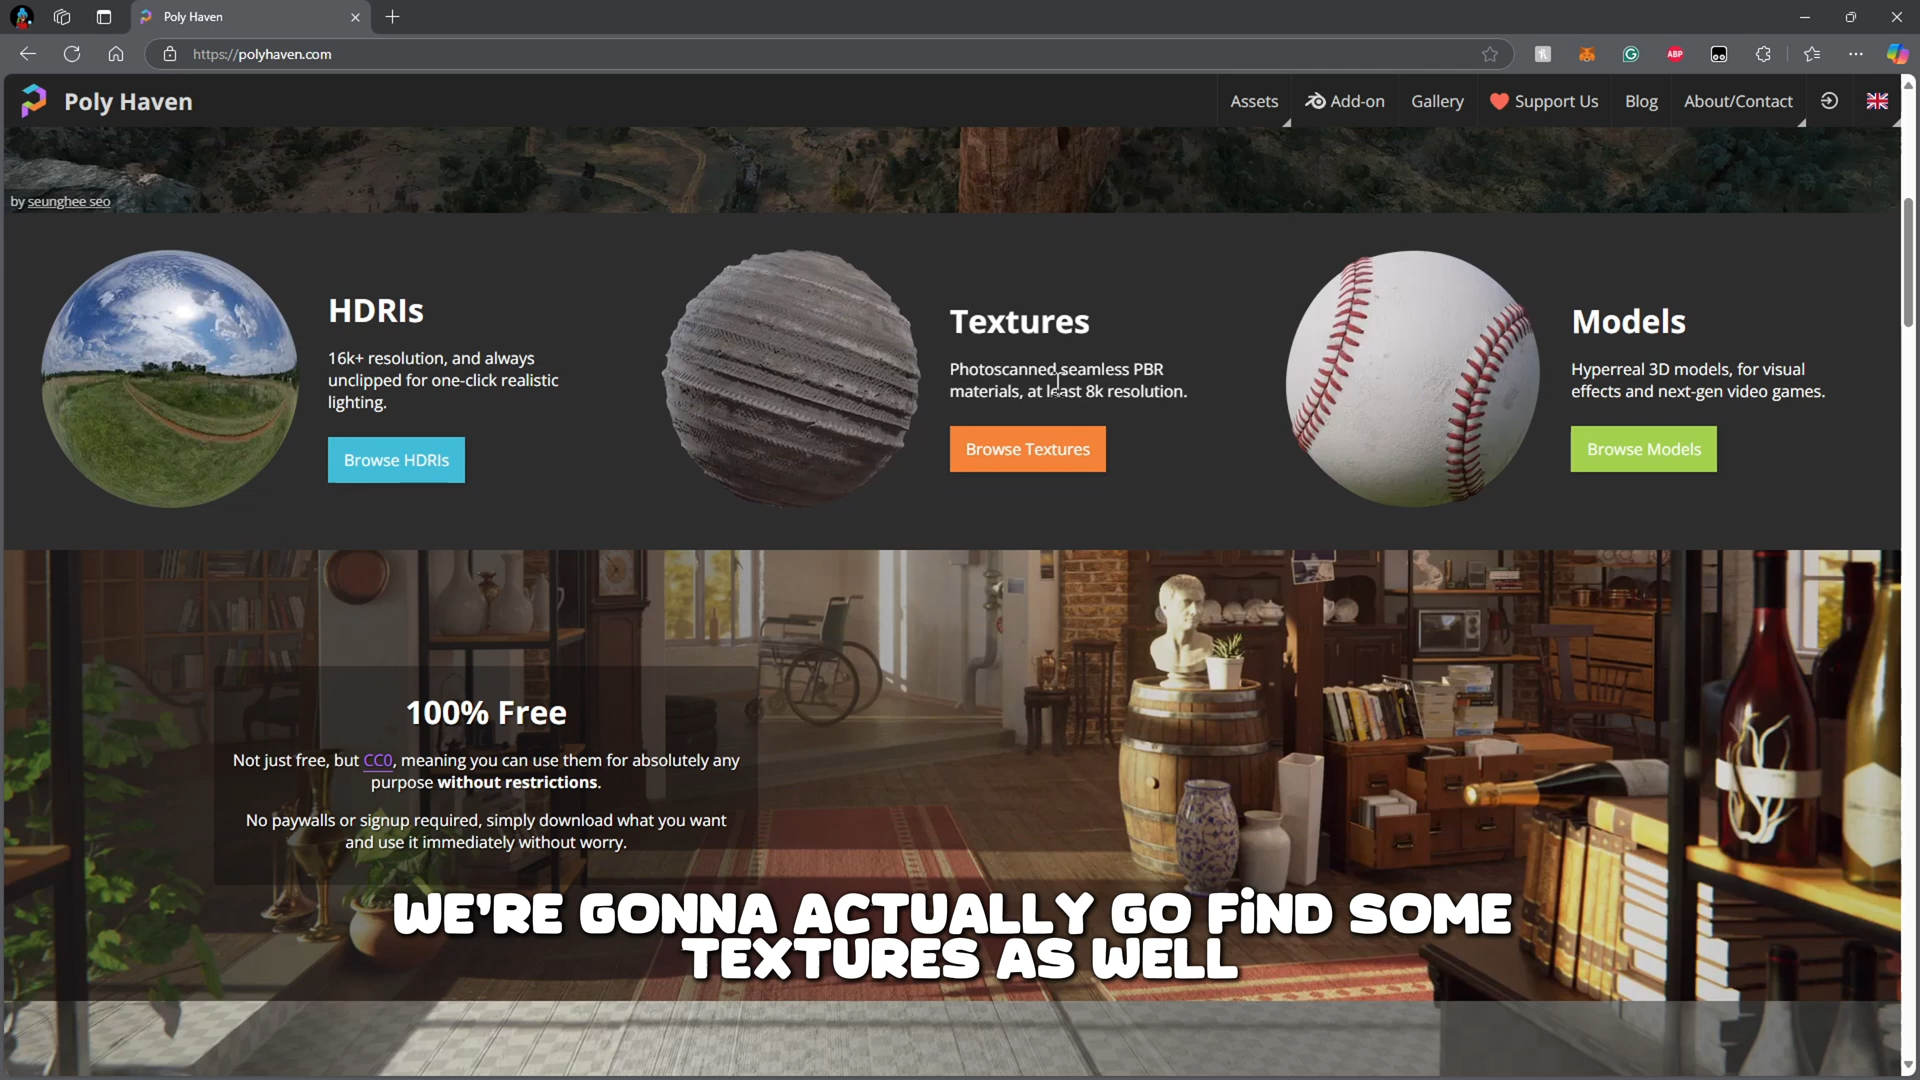 Poly Haven
https://polyhaven.com
ABP
Poly Haven
Assets
Add-on
Gallery
Support Us
Blog
About/Contact
by seunghee seo
HDRIs
16k+ resolution, and always
unclipped for one-click realistic
lighting.
Browse HDRIs
Textures
Photoscanned seamless PBR
materials, at least 8k resolution.
Browse Textures
Models
Hyperreal 3D models, for visual
effects and next-gen video games.
Browse Models
100% Free
Not just free, but CC0, meaning you can use them for absolutely any
purpose without restrictions.
No paywalls or signup required, simply download what you want
and use it immediately without worry.
WE'RE GONNA ACTUALLY GO FiND SOME
TEXTURES AS WELL